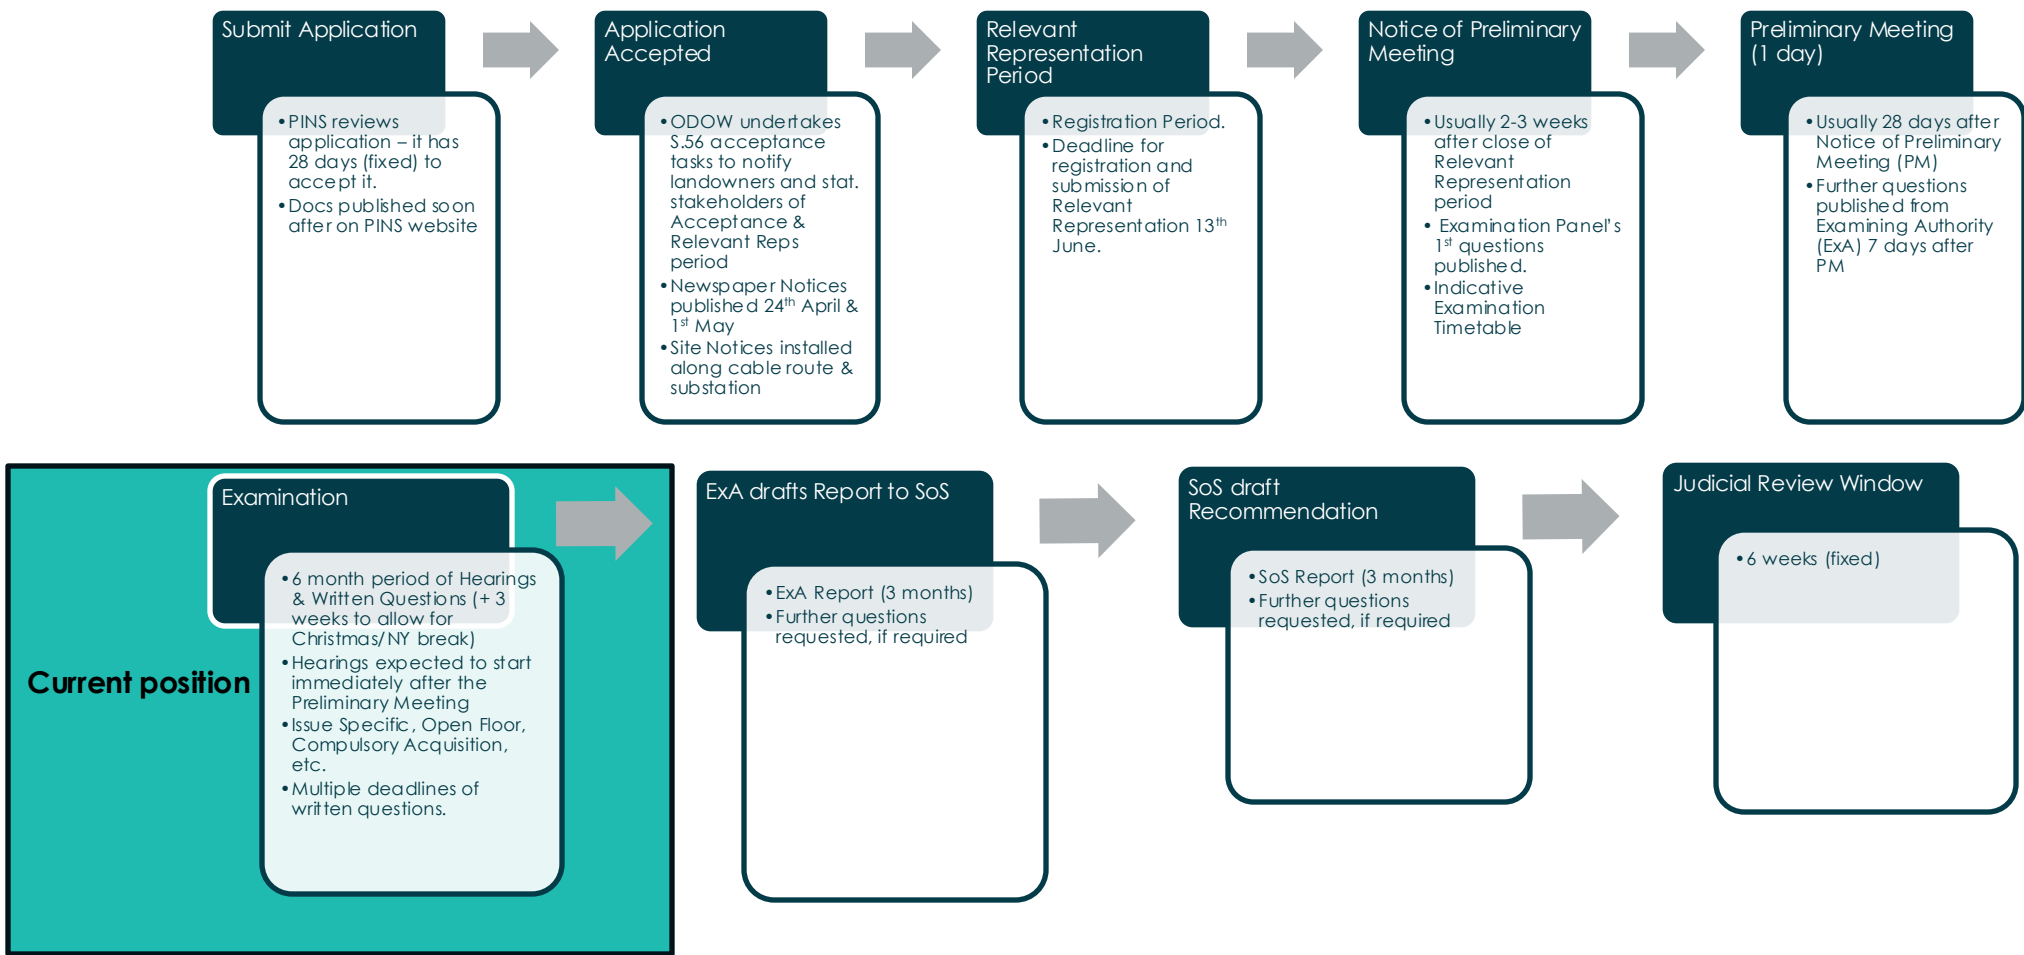 Submit Application
• PINS reviews
application – it has
28 days (fixed) to
accept it.
• Docs published soon
after on PINS website
Application
Accepted
• ODOW undertakes
S.56 acceptance
tasks to notify
landowners and stat.
stakeholders of
Acceptance &
Relevant Reps
period
• Newspaper Notices
published 24th April &
1st May
• Site Notices installed
along cable route &
substation
Relevant
Representation
Period
• Registration Period.
• Deadline for
registration and
submission of
Relevant
Representation 13th
June.
Notice of Preliminary
Meeting
• Usually 2-3 weeks
after close of
Relevant
Representation
period
• Examination Panel's
1st questions
published.
• Indicative
Examination
Timetable
Preliminary Meeting
(1 day)
• Usually 28 days after
Notice of Preliminary
Meeting (PM)
• Further questions
published from
Examining Authority
(ExA) 7 days after
PM
Current position
Examination
• 6 month period of Hearings
& Written Questions (+ 3
weeks to allow for
Christmas/NY break)
• Hearings expected to start
immediately after the
Preliminary Meeting
• Issue Specific, Open Floor,
Compulsory Acquisition,
etc.
• Multiple deadlines of
written questions.
ExA drafts Report to SoS
• ExA Report (3 months)
• Further questions
requested, if required
SoS draft
Recommendation
• SoS Report (3 months)
• Further questions
requested, if required
Judicial Review Window
• 6 weeks (fixed)